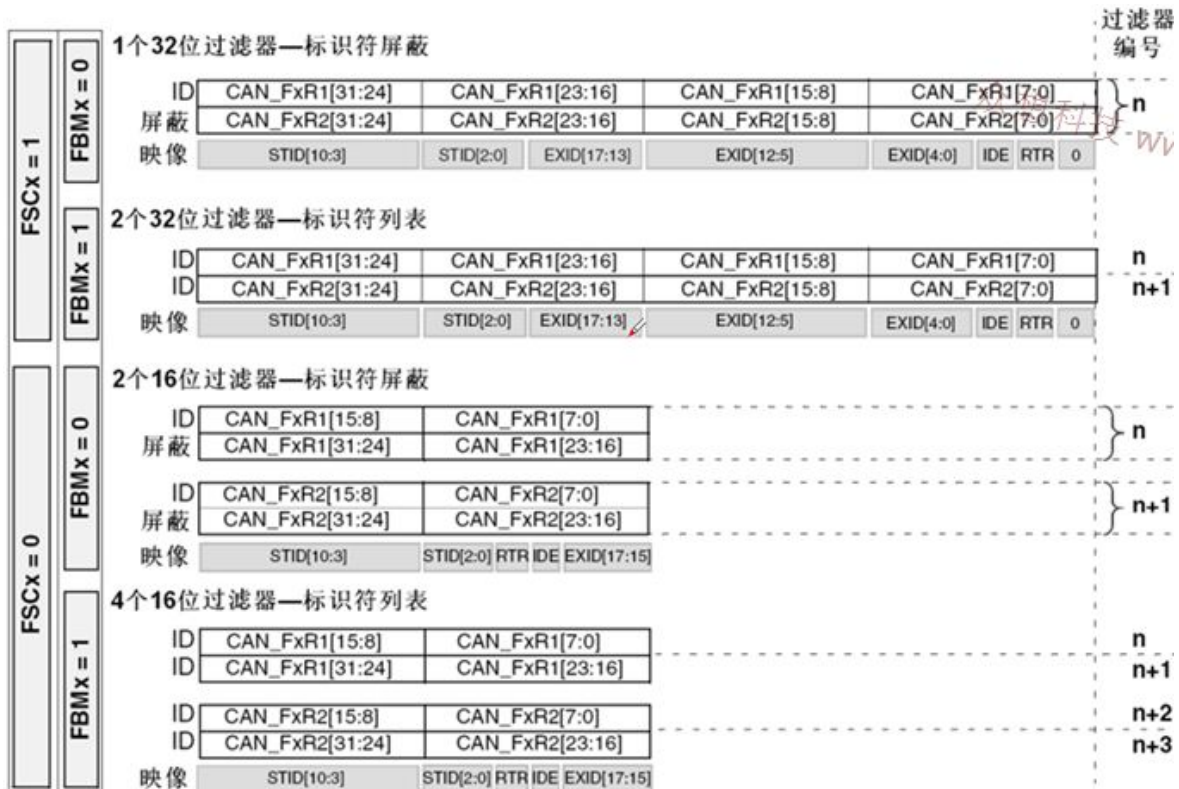 过滤器
编号
FSCx = 1
FBMx = 0
1个32位过滤器—标识符屏蔽
ID CAN_FxR1[31:24] CAN_FxR1[23:16] CAN_FxR1[15:8] CAN_FxR1[7:0] n
屏蔽 CAN_FxR2[31:24] CAN_FxR2[23:16] CAN_FxR2[15:8] CAN_FxR2[7:0]
映像 STID[10:3] STID[2:0] EXID[17:13] EXID[12:5] EXID[4:0] IDE RTR 0
FBMx = 1
2个32位过滤器—标识符列表
ID CAN_FxR1[31:24] CAN_FxR1[23:16] CAN_FxR1[15:8] CAN_FxR1[7:0] n
ID CAN_FxR2[31:24] CAN_FxR2[23:16] CAN_FxR2[15:8] CAN_FxR2[7:0] n+1
映像 STID[10:3] STID[2:0] EXID[17:13] EXID[12:5] EXID[4:0] IDE RTR 0
FSCx = 0
FBMx = 0
2个16位过滤器—标识符屏蔽
ID CAN_FxR1[15:8] CAN_FxR1[7:0] n
屏蔽 CAN_FxR1[31:24] CAN_FxR1[23:16]
ID CAN_FxR2[15:8] CAN_FxR2[7:0] n+1
屏蔽 CAN_FxR2[31:24] CAN_FxR2[23:16]
映像 STID[10:3] STID[2:0] RTR IDE EXID[17:15]
FBMx = 1
4个16位过滤器—标识符列表
ID CAN_FxR1[15:8] CAN_FxR1[7:0] n
ID CAN_FxR1[31:24] CAN_FxR1[23:16] n+1
ID CAN_FxR2[15:8] CAN_FxR2[7:0] n+2
ID CAN_FxR2[31:24] CAN_FxR2[23:16] n+3
映像 STID[10:3] STID[2:0] RTR IDE EXID[17:15]